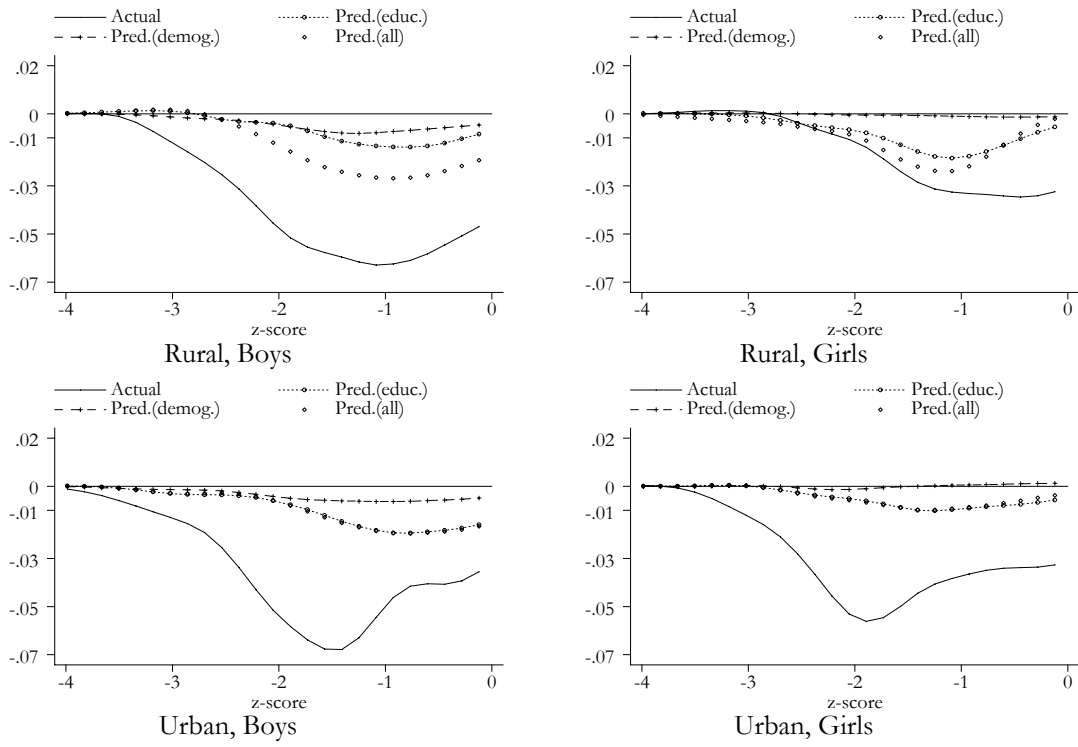 Actual Pred.(educ.)
Pred.(demog.) Pred.(all)
.02
0
-.01
-.03
-.05
-.07
-4 -3 -2 -1 0
z-score
Rural, Boys
Actual Pred.(educ.)
Pred.(demog.) Pred.(all)
.02
0
-.01
-.03
-.05
-.07
-4 -3 -2 -1 0
z-score
Rural, Girls
Actual Pred.(educ.)
Pred.(demog.) Pred.(all)
.02
0
-.01
-.03
-.05
-.07
-4 -3 -2 -1 0
z-score
Urban, Boys
Actual Pred.(educ.)
Pred.(demog.) Pred.(all)
.02
0
-.01
-.03
-.05
-.07
-4 -3 -2 -1 0
z-score
Urban, Girls